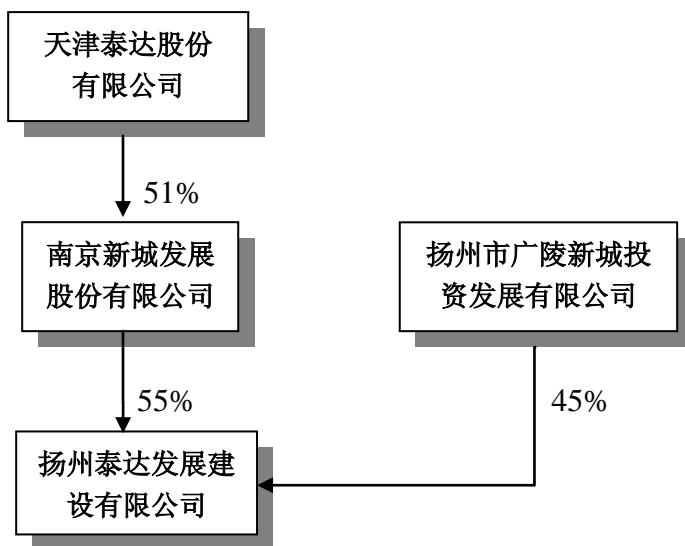 天津泰达股份
有限公司
51%
南京新城发展
股份有限公司
扬州市广陵新城投
资发展有限公司
55%
45%
扬州泰达发展建
设有限公司